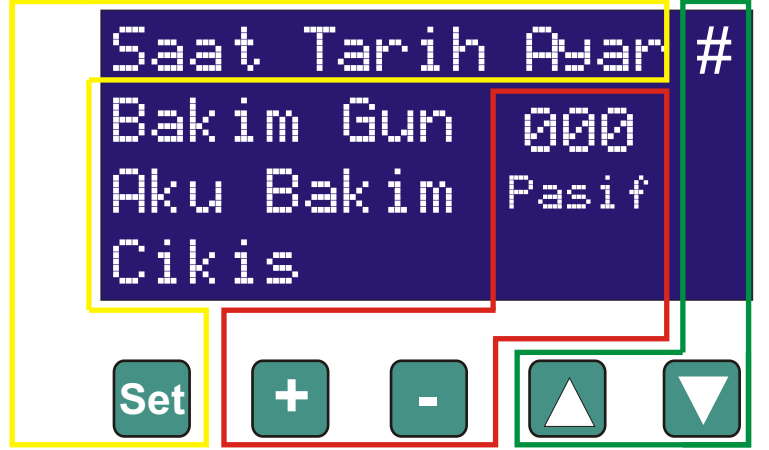 Saat Tarih Ayar #
Bakim Gun 000
Aku Bakim Pasif
Cikis
Set + -